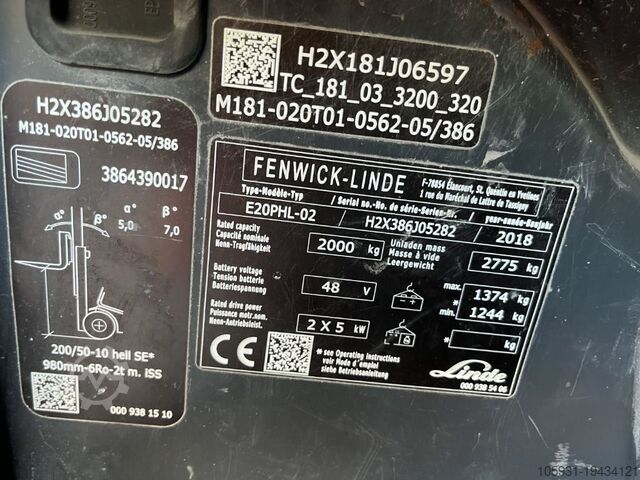 H2X181J06597
TC_181_03_3200_320
M181-020T01-0562-05/386
H2X386J05282
M181-020T01-0562-05/386
3864390017
α° β°
5,0 7,0
α° β°
200/50-10 hell SE*
980mm-6Ro-2t m. iSS
000 938 15 10
FENWICK-LINDE
F-78854 Élancourt, St. Quentin en Yvelines
1 rue du Maréchal de Lattre de Tassigny
Type-Modèle-Typ / Serial no.-No. de série-Serien-Nr. / year-année-Baujahr
E20PHL-02 / H2X386J05282 / 2018
Rated capacity
Capacité nominale
Nenn-Tragfähigkeit
2000 kg
Unladen mass
Masse à vide
Leergewicht
2775 kg
Battery voltage
Tension batterie
Batteriespannung
48 V
max. 1374 kg
* min. 1244 kg
Rated drive power
Puissance motr.nom.
Nenn-Antriebsleist.
2 X 5 kW
* kg
CE
* see Operating instructions
voir Mode d'emploi
siehe Betriebsanleitung
Linde
000 938 54 06
105931-19434121